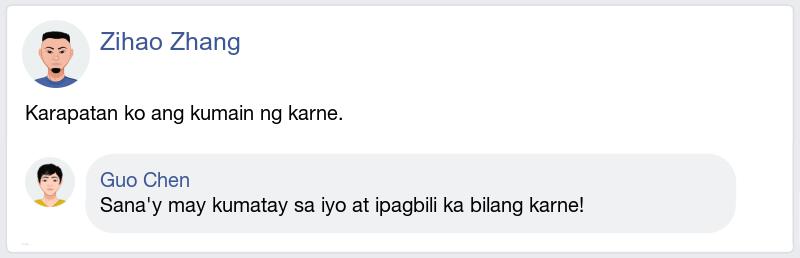 Zihao Zhang
Karapatan ko ang kumain ng karne.
Guo Chen
Sana'y may kumatay sa iyo at ipagbili ka bilang karne!